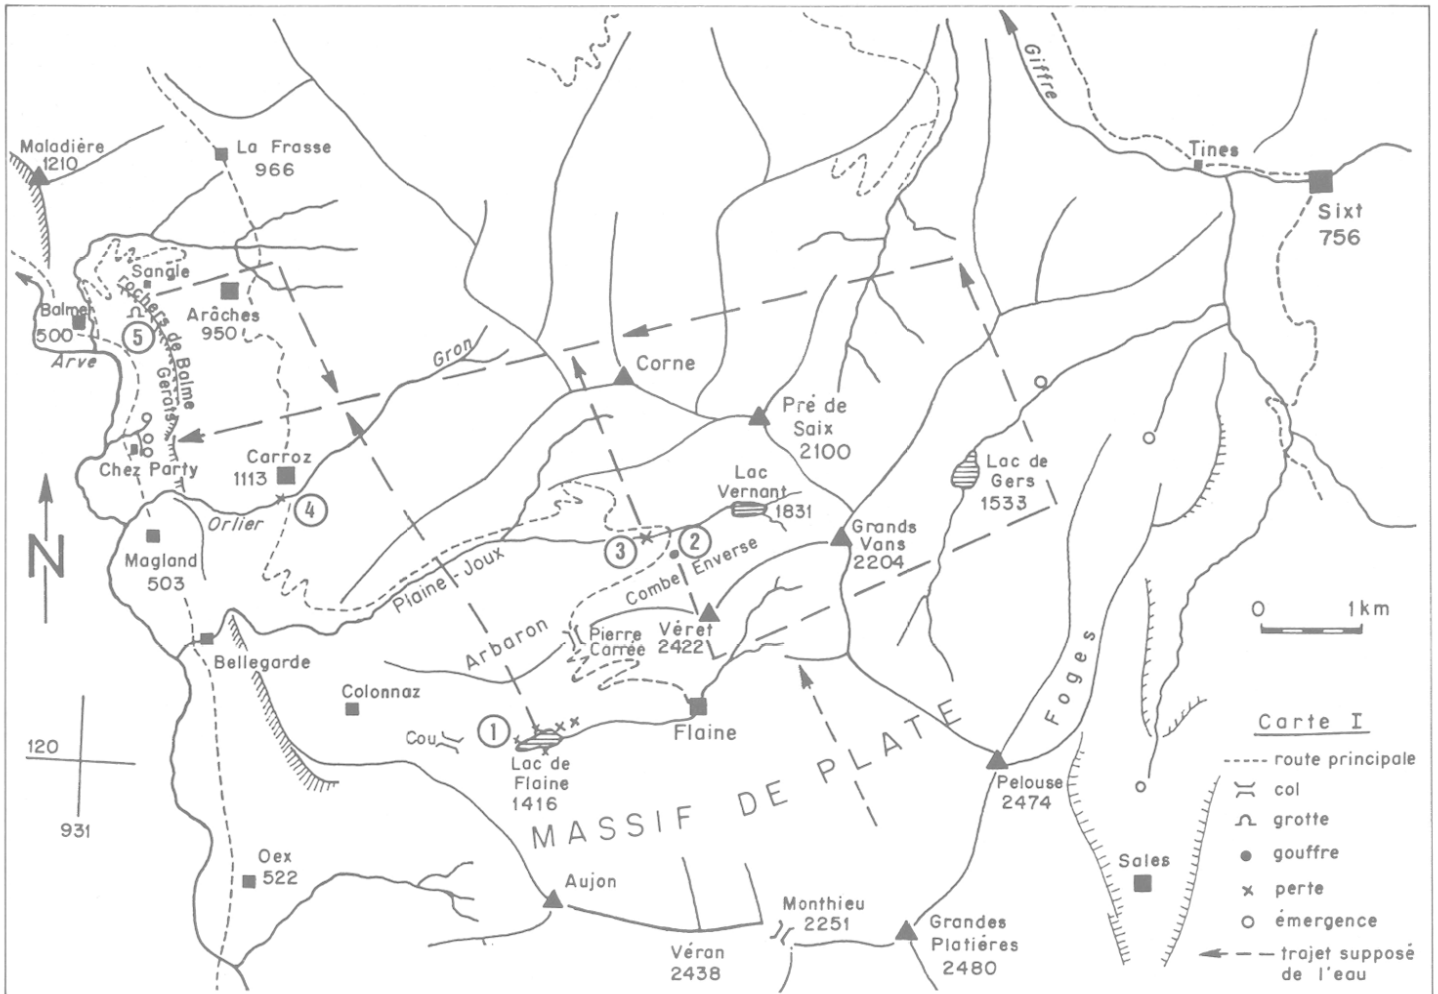 Giffre
Maladière
1210
La Frasse
966
Tines
Sixt
756
Sangle
Balme
500
Arâches
950
rochers de Balme
Gérats
5
Arve
Gron
Corne
Pré de
Saix
2100
Chez Party
Carroz
1113
4
Orlier
Lac
Vernant
1831
Lac de
Gers
1533
N
Magland
503
3
2
Grands
Vans
2204
Plaine-Joux
Combe Enverse
0 1km
Arbaron
Pierre
Carrée
Véret
2422
Bellegarde
Foges
Colonnaz
Cou
1
Flaine
Lac de
Flaine
1416
MASSIF DE PLATE
Pelouse
2474
120
931
Carte I
route principale
col
grotte
gouffre
perte
émergence
trajet supposé
de l'eau
Oex
522
Aujon
Sales
Monthieu
2251
Véran
2438
Grandes
Platiéres
2480